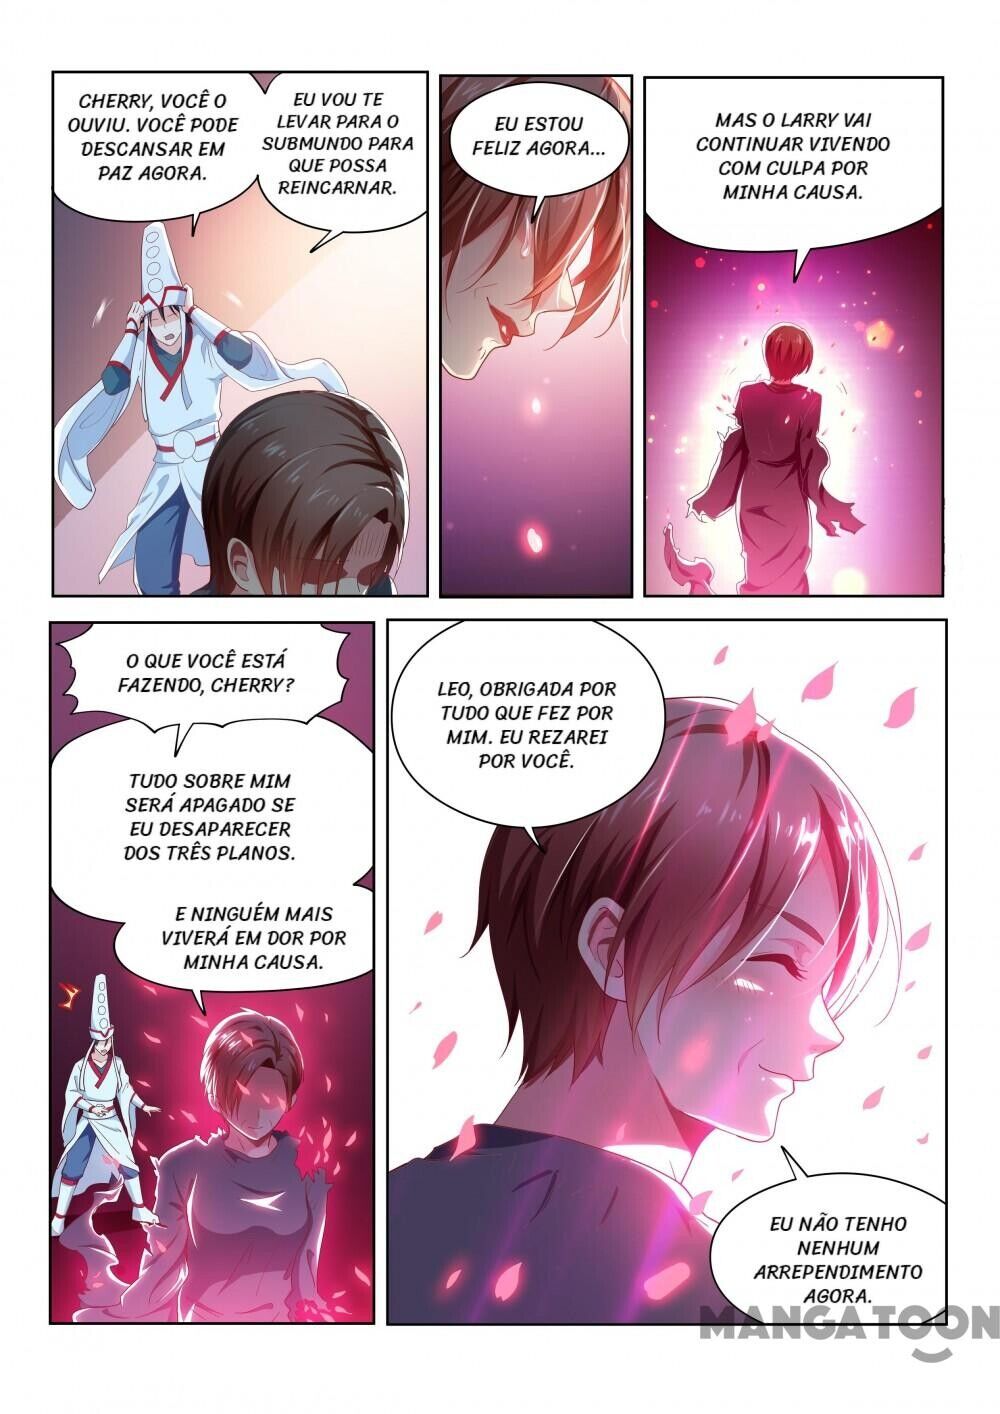 CHERRY, VOCÊ O
OUVIU. VOCÊ PODE
DESCANSAR EM
PAZ AGORA.
EU VOU TE
LEVAR PARA O
SUBMUNDO PARA
QUE POSSA
REINCARNAR.
EU ESTOU
FELIZ AGORA...
MAS O LARRY VAI
CONTINUAR VIVENDO
COM CULPA POR
MINHA CAUSA.
O QUE VOCÊ ESTÁ
FAZENDO, CHERRY?
TUDO SOBRE MIM
SERÁ APAGADO SE
EU DESAPARECER
DOS TRÊS PLANOS.
E NINGUÉM MAIS
VIVERÁ EM DOR POR
MINHA CAUSA.
LEO, OBRIGADA POR
TUDO QUE FEZ POR
MIM. EU REZAREI
POR VOCÊ.
EU NÃO TENHO
NENHUM
ARREPENDIMENTO
AGORA.
MANGATOON